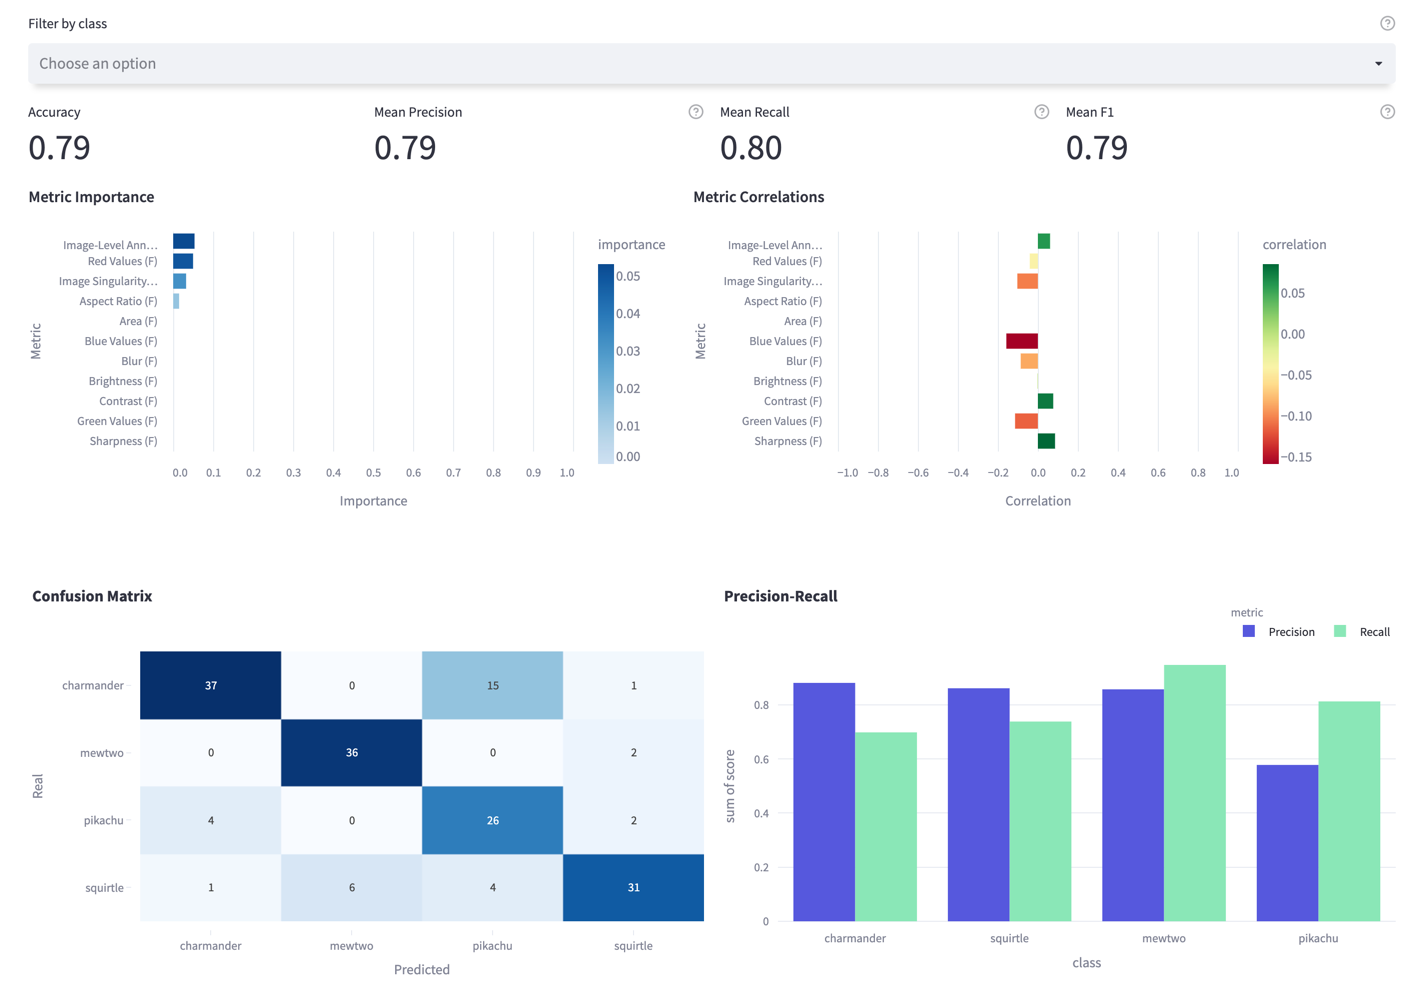 Filter by class
Choose an option
Accuracy
0.79
Mean Precision
0.79
Mean Recall
0.80
Mean F1
0.79
Metric Importance
Metric
Image-Level Ann…
Red Values (F)
Image Singularity…
Aspect Ratio (F)
Area (F)
Blue Values (F)
Blur (F)
Brightness (F)
Contrast (F)
Green Values (F)
Sharpness (F)
0.0 0.1 0.2 0.3 0.4 0.5 0.6 0.7 0.8 0.9 1.0
Importance
importance
0.05
0.04
0.03
0.02
0.01
0.00
Metric Correlations
Metric
Image-Level Ann…
Red Values (F)
Image Singularity…
Aspect Ratio (F)
Area (F)
Blue Values (F)
Blur (F)
Brightness (F)
Contrast (F)
Green Values (F)
Sharpness (F)
−1.0 −0.8 −0.6 −0.4 −0.2 0.0 0.2 0.4 0.6 0.8 1.0
Correlation
correlation
0.05
0.00
−0.05
−0.10
−0.15
Confusion Matrix
Real
charmander 37 0 15 1
mewtwo 0 36 0 2
pikachu 4 0 26 2
squirtle 1 6 4 31
charmander mewtwo pikachu squirtle
Predicted
Precision-Recall
metric
Precision Recall
sum of score
0.8
0.6
0.4
0.2
0
charmander squirtle mewtwo pikachu
class